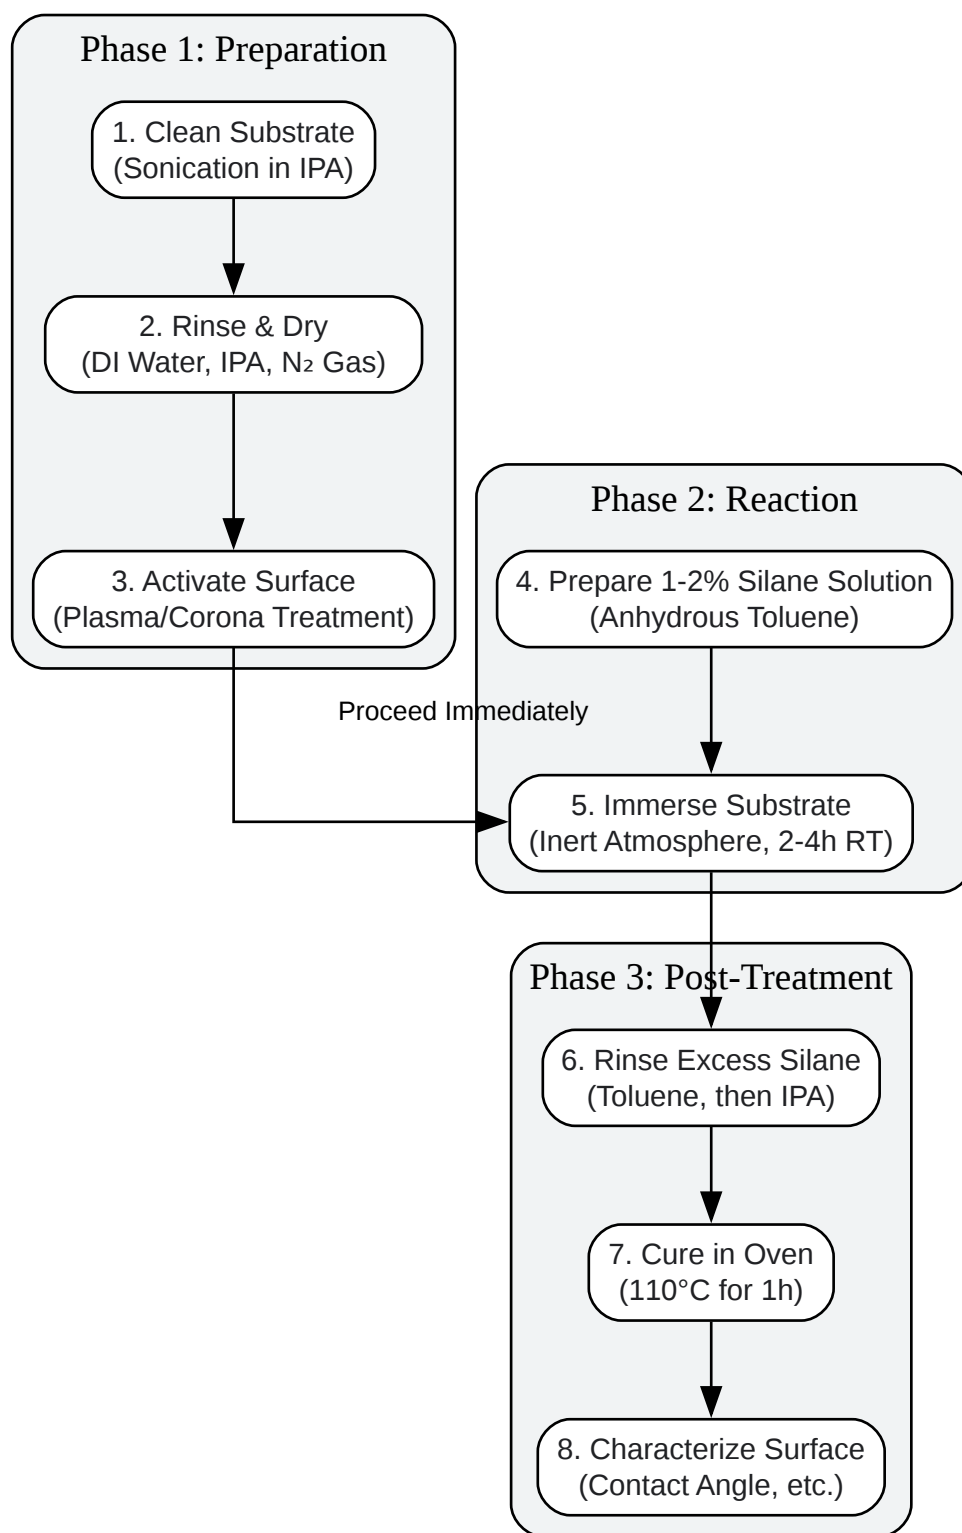 Phase 1: Preparation
1. Clean Substrate
(Sonication in IPA)
2. Rinse & Dry
(DI Water, IPA, N₂ Gas)
3. Activate Surface
(Plasma/Corona Treatment)
Phase 2: Reaction
4. Prepare 1-2% Silane Solution
(Anhydrous Toluene)
Proceed Immediately
5. Immerse Substrate
(Inert Atmosphere, 2-4h RT)
Phase 3: Post-Treatment
6. Rinse Excess Silane
(Toluene, then IPA)
7. Cure in Oven
(110°C for 1h)
8. Characterize Surface
(Contact Angle, etc.)